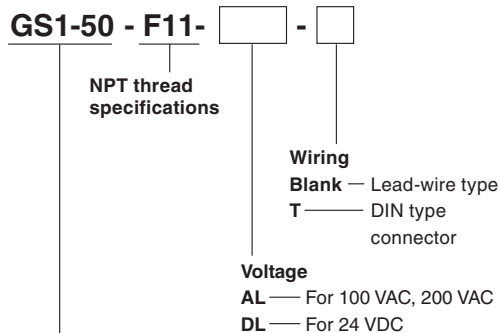 GS1-50 - F11- -
NPT thread
specifications
Wiring
Blank — Lead-wire type
T — DIN type
connector
Voltage
AL — For 100 VAC, 200 VAC
DL — For 24 VDC